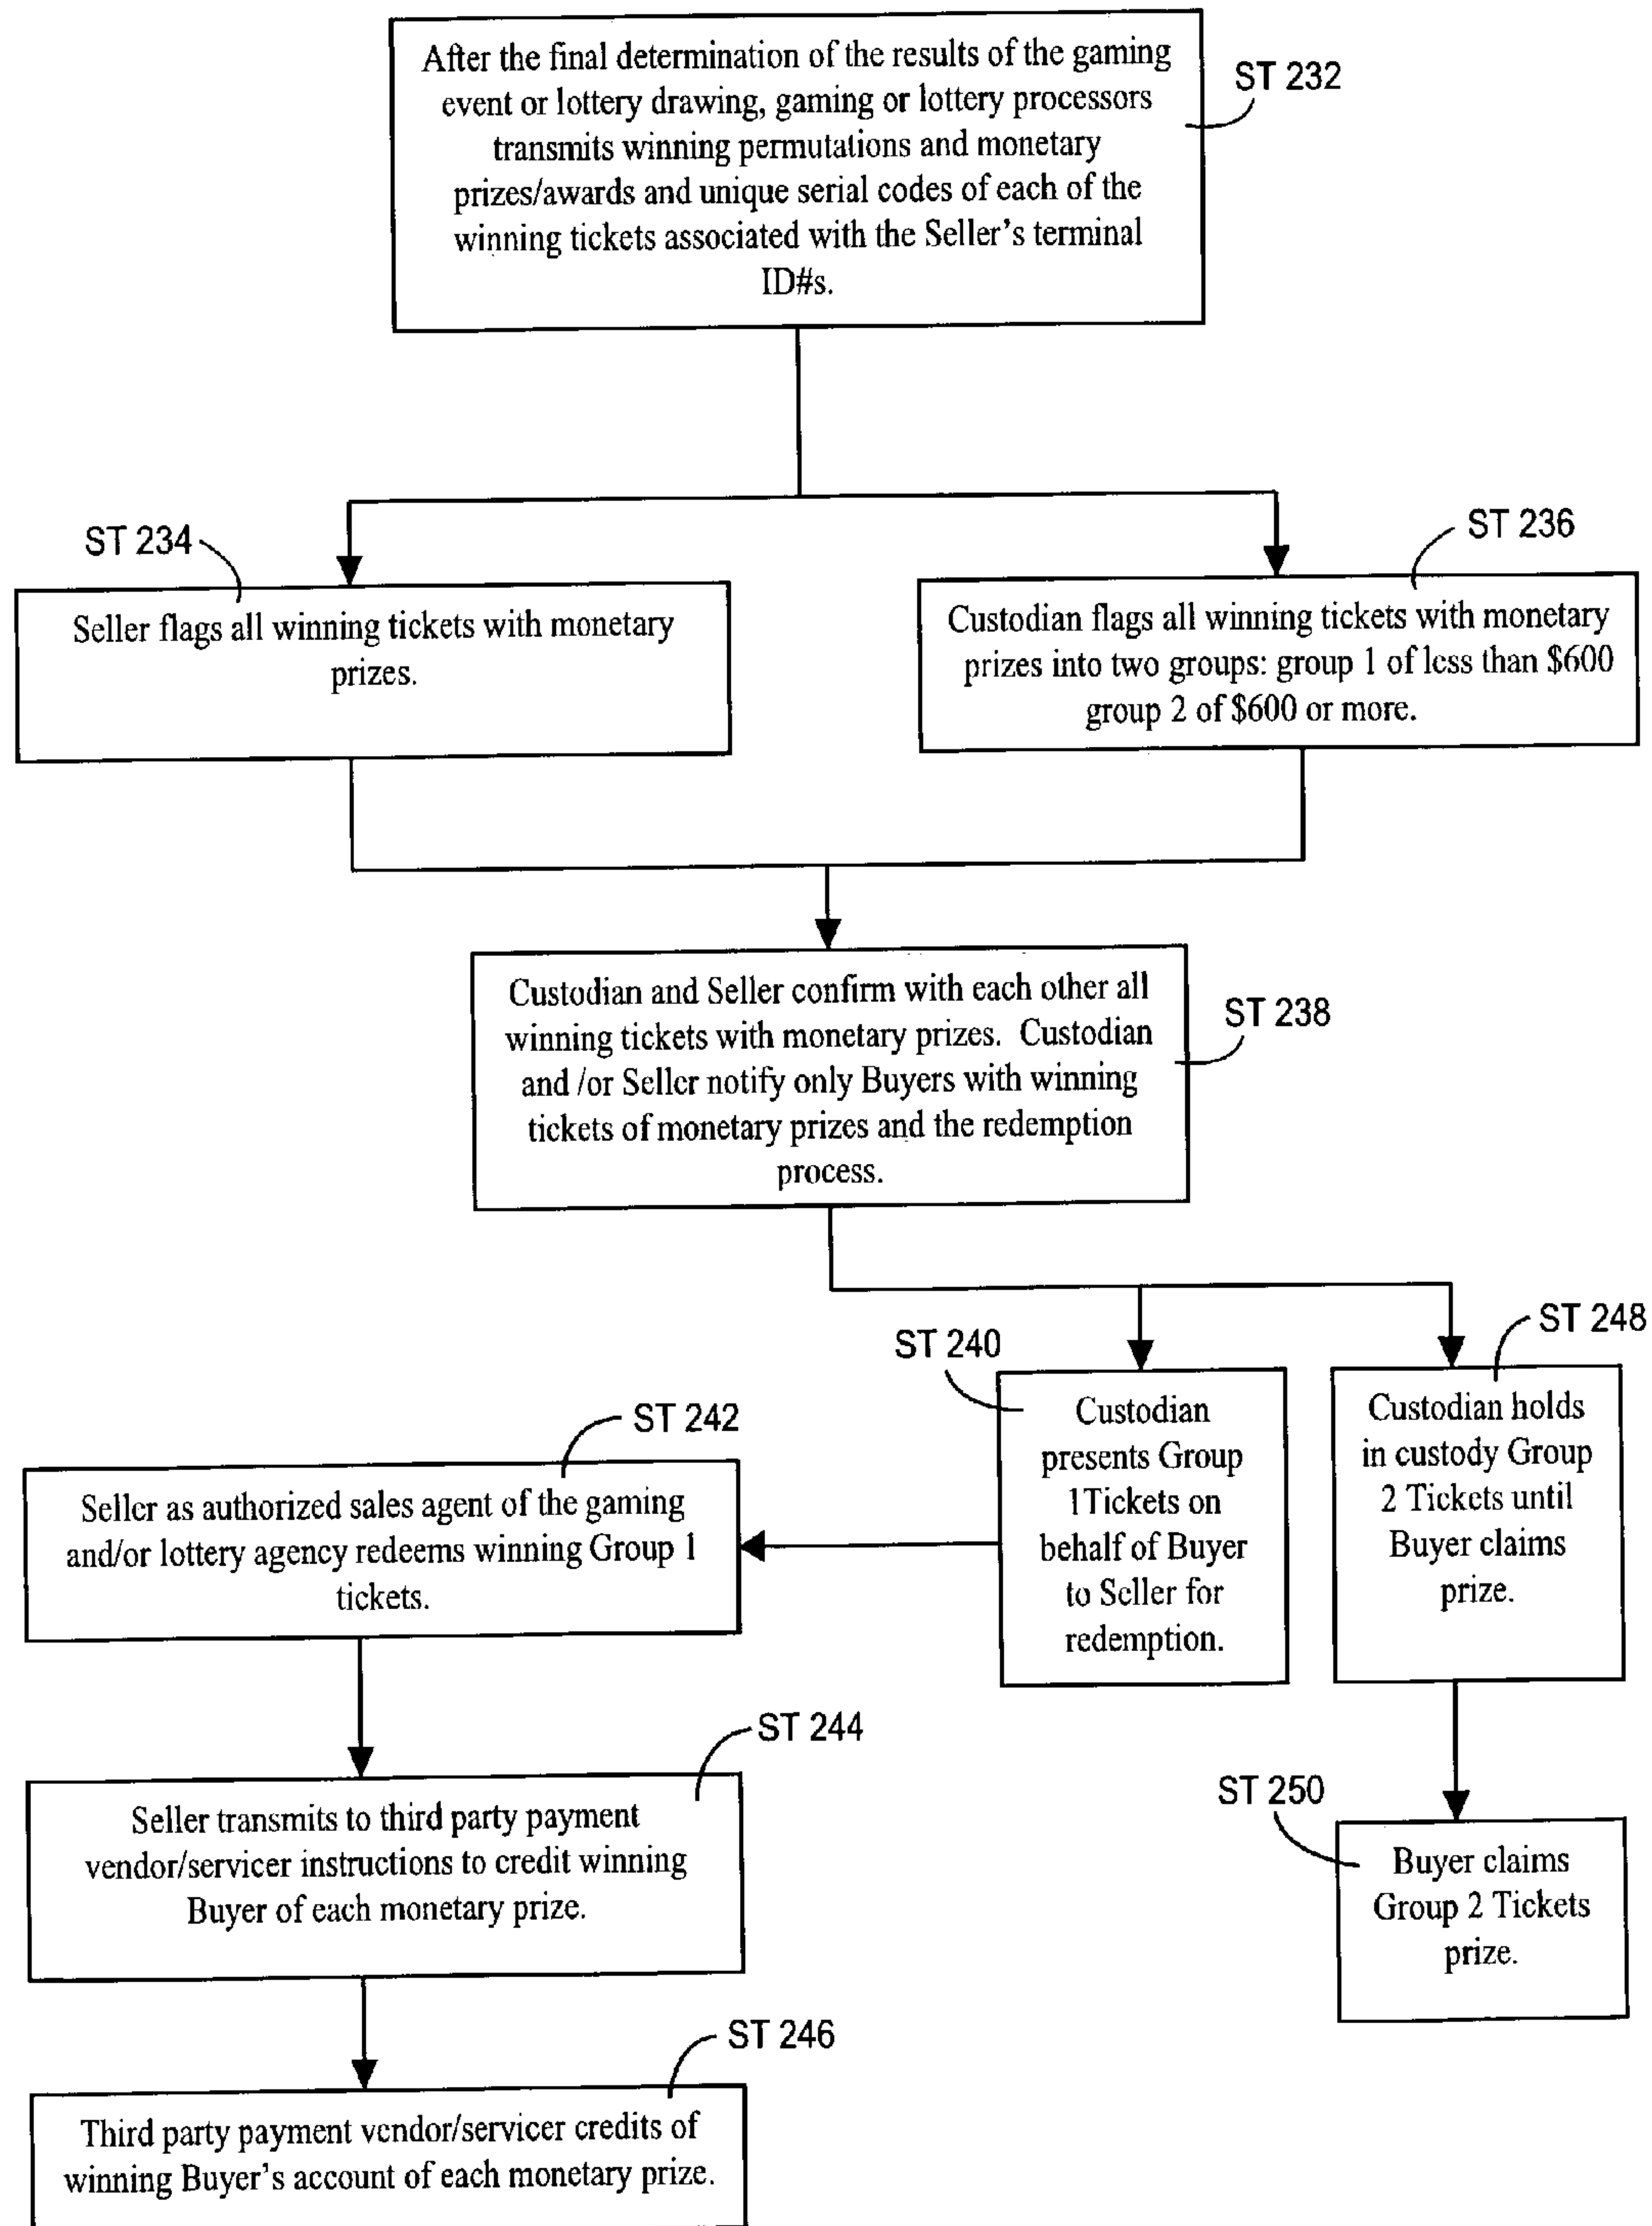 After the final determination of the results of the gaming
event or lottery drawing, gaming or lottery processors
transmits winning permutations and monetary
prizes/awards and unique serial codes of each of the
winning tickets associated with the Seller's terminal
ID#s.
ST 232
ST 234
Seller flags all winning tickets with monetary
prizes.
ST 236
Custodian flags all winning tickets with monetary
prizes into two groups: group 1 of less than $600
group 2 of $600 or more.
Custodian and Seller confirm with each other all
winning tickets with monetary prizes. Custodian
and /or Seller notify only Buyers with winning
tickets of monetary prizes and the redemption
process.
ST 238
ST 240
Custodian
presents Group
1Tickets on
behalf of Buyer
to Seller for
redemption.
ST 248
Custodian holds
in custody Group
2 Tickets until
Buyer claims
prize.
ST 242
Seller as authorized sales agent of the gaming
and/or lottery agency redeems winning Group 1
tickets.
ST 244
Seller transmits to third party payment
vendor/servicer instructions to credit winning
Buyer of each monetary prize.
ST 250
Buyer claims
Group 2 Tickets
prize.
ST 246
Third party payment vendor/servicer credits of
winning Buyer's account of each monetary prize.